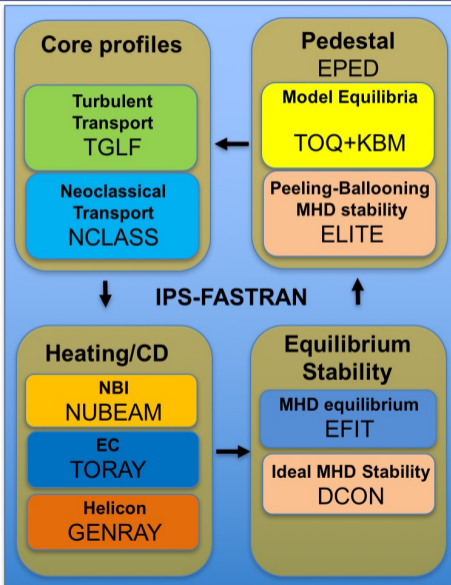 Core profiles
Turbulent
Transport
TGLF
Neoclassical
Transport
NCLASS
Pedestal
EPED
Model Equilibria
TOQ+KBM
Peeling-Ballooning
MHD stability
ELITE
IPS-FASTRAN
Heating/CD
NBI
NUBEAM
EC
TORAY
Helicon
GENRAY
Equilibrium
Stability
MHD equilibrium
EFIT
Ideal MHD Stability
DCON